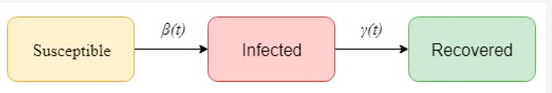 β(t)
γ(t)
Susceptible
Infected
Recovered